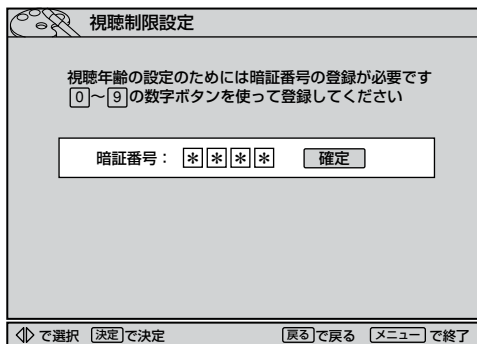 視聴制限設定
視聴年齢の設定のためには暗証番号の登録が必要です
0～9の数字ボタンを使って登録してください
暗証番号： ＊＊＊＊ 確定
で選択 決定で決定 戻るで戻る メニューで終了